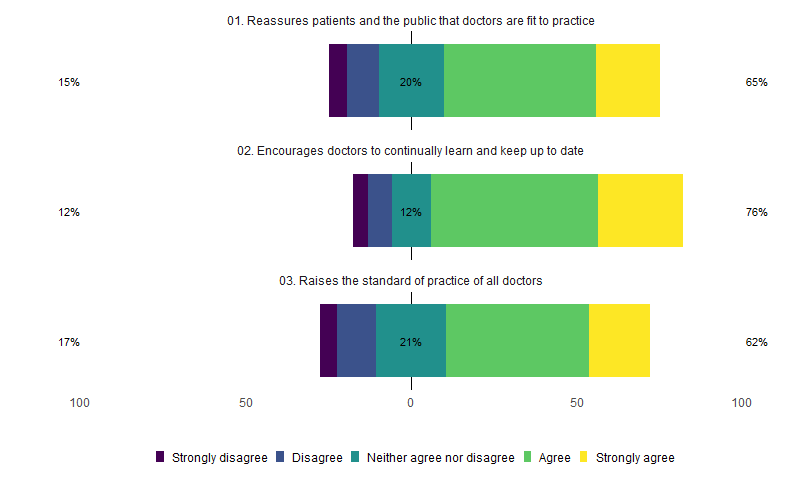 01. Reassures patients and the public that doctors are fit to practice
15% 20% 65%
02. Encourages doctors to continually learn and keep up to date
12% 12% 76%
03. Raises the standard of practice of all doctors
17% 21% 62%
100 50 0 50 100
Strongly disagree Disagree Neither agree nor disagree Agree Strongly agree